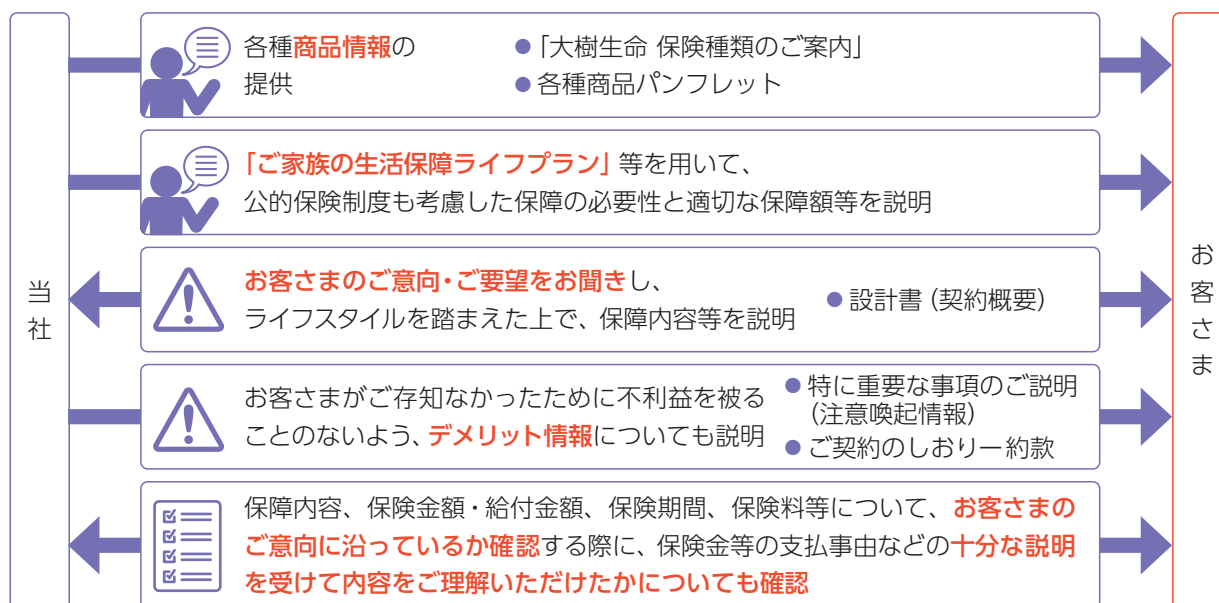 当社
各種商品情報の
提供
●「大樹生命 保険種類のご案内」
●各種商品パンフレット
「ご家族の生活保障ライフプラン」等を用いて、
公的保険制度も考慮した保障の必要性と適切な保障額等を説明
お客さまのご意向・ご要望をお聞きし、
ライフスタイルを踏まえた上で、保障内容等を説明
●設計書（契約概要）
お客さまがご存知なかったために不利益を被る
ことのないよう、デメリット情報についても説明
●特に重要な事項のご説明
（注意喚起情報）
●ご契約のしおりー約款
保障内容、保険金額・給付金額、保険期間、保険料等について、お客さまの
ご意向に沿っているか確認する際に、保険金等の支払事由などの十分な説明
を受けて内容をご理解いただけたかについても確認
お客さま